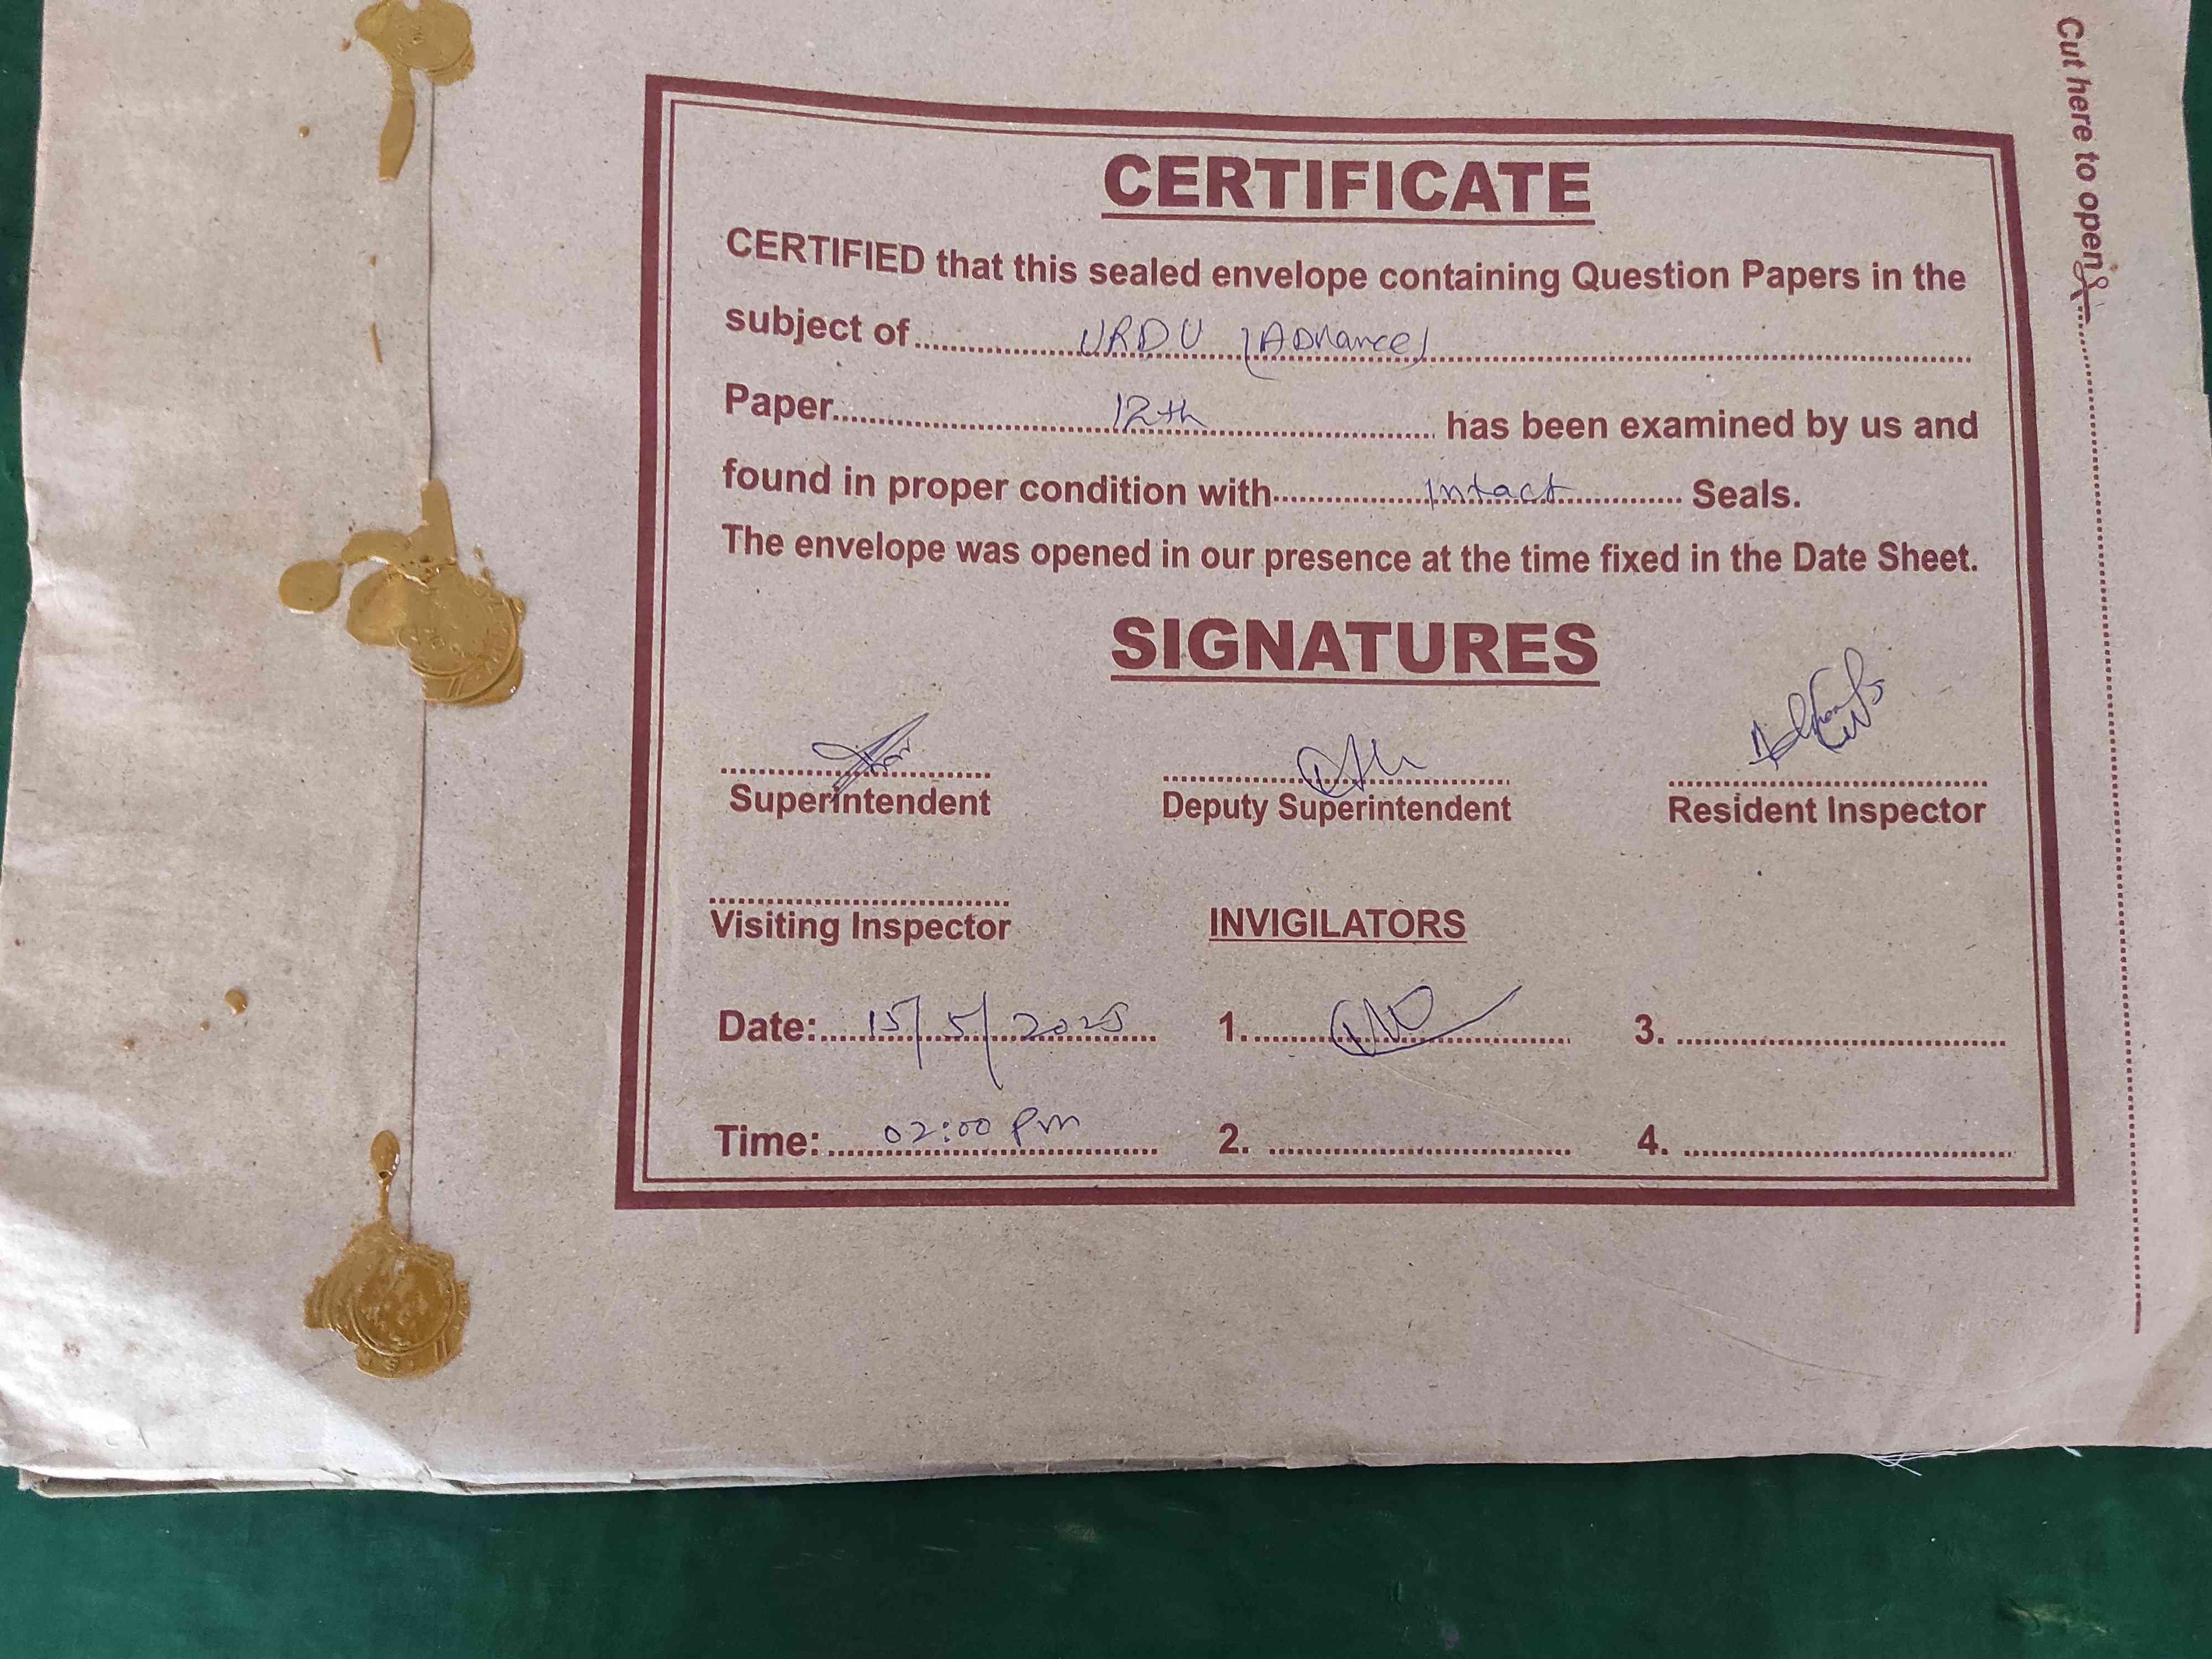 Cut here to open
CERTIFICATE
CERTIFIED that this sealed envelope containing Question Papers in the
subject of URDU (Advance)
Paper 12th has been examined by us and
found in proper condition with Intact Seals.
The envelope was opened in our presence at the time fixed in the Date Sheet.
SIGNATURES
Superintendent Deputy Superintendent Resident Inspector
Visiting Inspector INVIGILATORS
Date: 15/5/2025 1. 3.
Time: 02:00 Pm 2. 4.